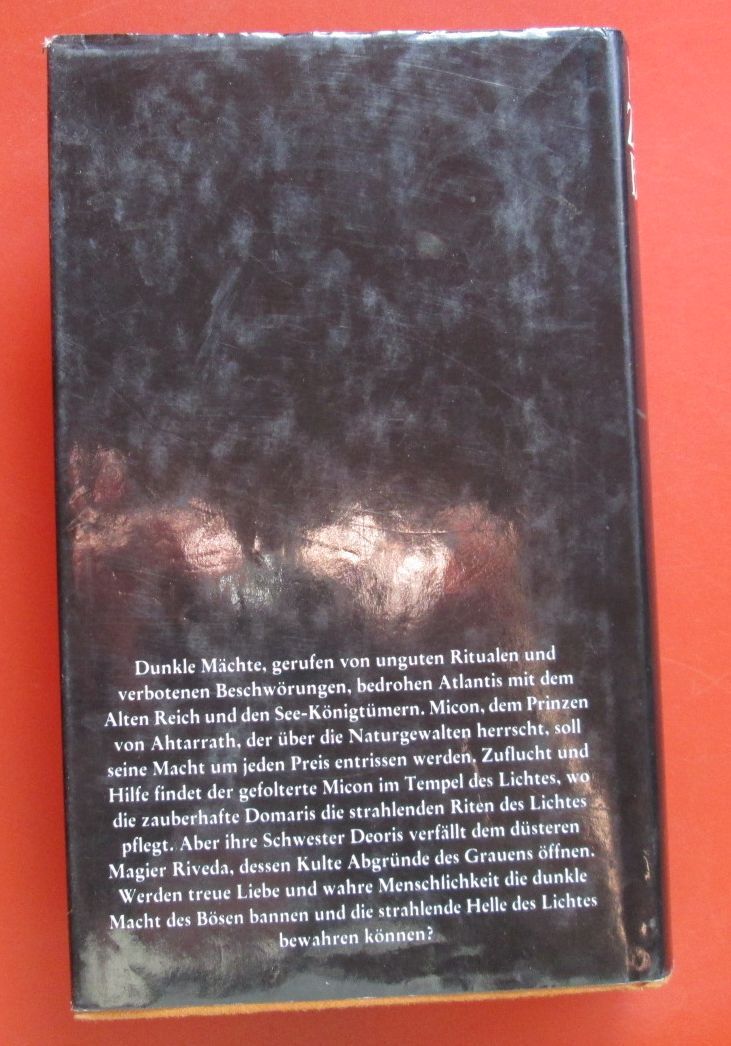 Dunkle Mächte, gerufen von unguten Ritualen und
verbotenen Beschwörungen, bedrohen Atlantis mit dem
Alten Reich und den See-Königtümern. Micon, dem Prinzen
von Ahtarrath, der über die Naturgewalten herrscht, soll
seine Macht um jeden Preis entrissen werden. Zuflucht und
Hilfe findet der gefolterte Micon im Tempel des Lichtes, wo
die zauberhafte Domaris die strahlenden Riten des Lichtes
pflegt. Aber ihre Schwester Deoris verfällt dem düsteren
Magier Riveda, dessen Kulte Abgründe des Grauens öffnen.
Werden treue Liebe und wahre Menschlichkeit die dunkle
Macht des Bösen bannen und die strahlende Helle des Lichtes
bewahren können?